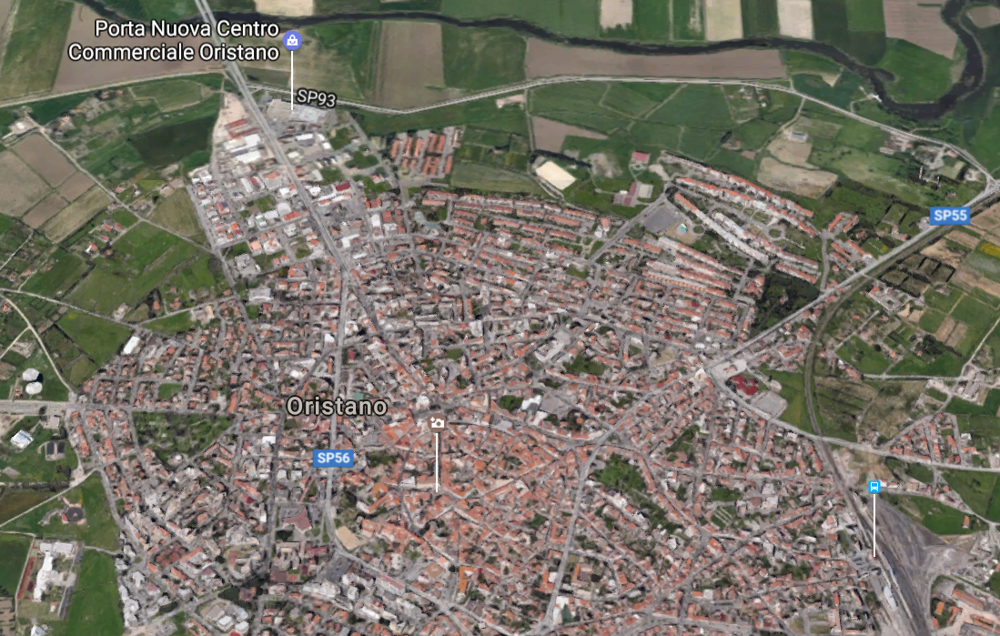 Porta Nuova Centro
Commerciale Oristano
SP93
SP55
Oristano
SP56